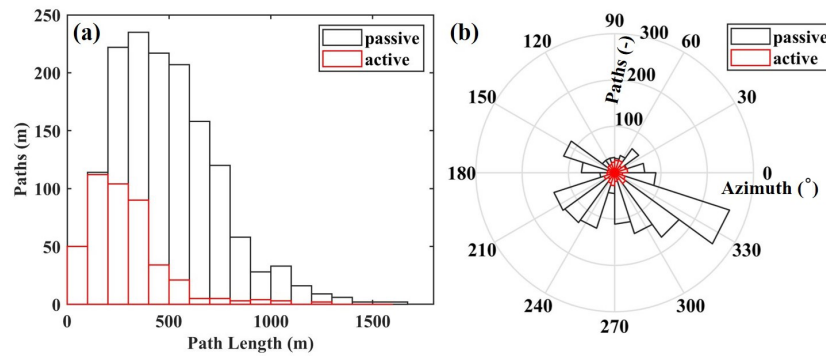 (a)
passive
active
250
200
150
100
50
0
Paths (m)
0 500 1000 1500
Path Length (m)
(b)
passive
active
90
120 60
150 30
180 0
210 330
240 300
270
300
200
100
Paths (-)
Azimuth (°)